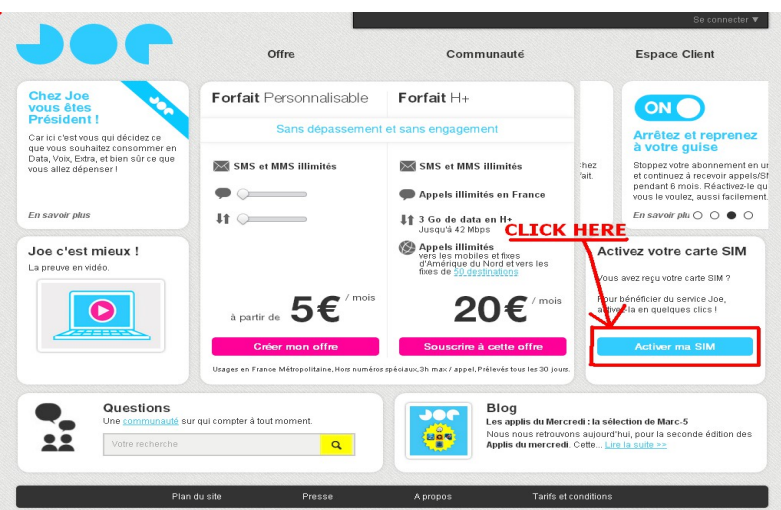 Se connecter ▼
JOE
Offre
Communauté
Espace Client
Chez Joe
vous êtes
Président !
JOE
Car ici c'est vous qui décidez ce
que vous souhaitez consommer en
Data, Voix, Extra, et bien sûr ce que
vous allez dépenser !
En savoir plus
Forfait Personnalisable
Forfait H+
Sans dépassement et sans engagement
SMS et MMS illimités
à partir de 5€ / mois
Créer mon offre
SMS et MMS illimités
Appels illimités en France
3 Go de data en H+
Jusqu'à 42 Mbps
Appels illimités
vers les mobiles et fixes
d'Amérique du Nord et vers les
fixes de 50 destinations
20€ / mois
Souscrire à cette offre
Usages en France Métropolitaine, Hors numéros spéciaux, 3h max / appel, Prélevés tous les 30 jours.
Chez
fait.
ON
Arrêtez et reprenez
à votre guise
Stoppez votre abonnement en un
et continuez à recevoir appels/SM
pendant 6 mois. Réactivez-le qu
vous le voulez, aussi facilement.
En savoir plu
CLICK HERE
Joe c'est mieux !
La preuve en vidéo.
Activez votre carte SIM
Vous avez reçu votre carte SIM ?
Pour bénéficier du service Joe,
activez-la en quelques clics !
Activer ma SIM
Questions
Une communauté sur qui compter à tout moment.
Votre recherche
JOE
Blog
Les applis du Mercredi : la sélection de Marc-5
Nous nous retrouvons aujourd'hui, pour la seconde édition des
Applis du mercredi. Cette... Lire la suite >>
Plan du site
Presse
A propos
Tarifs et conditions